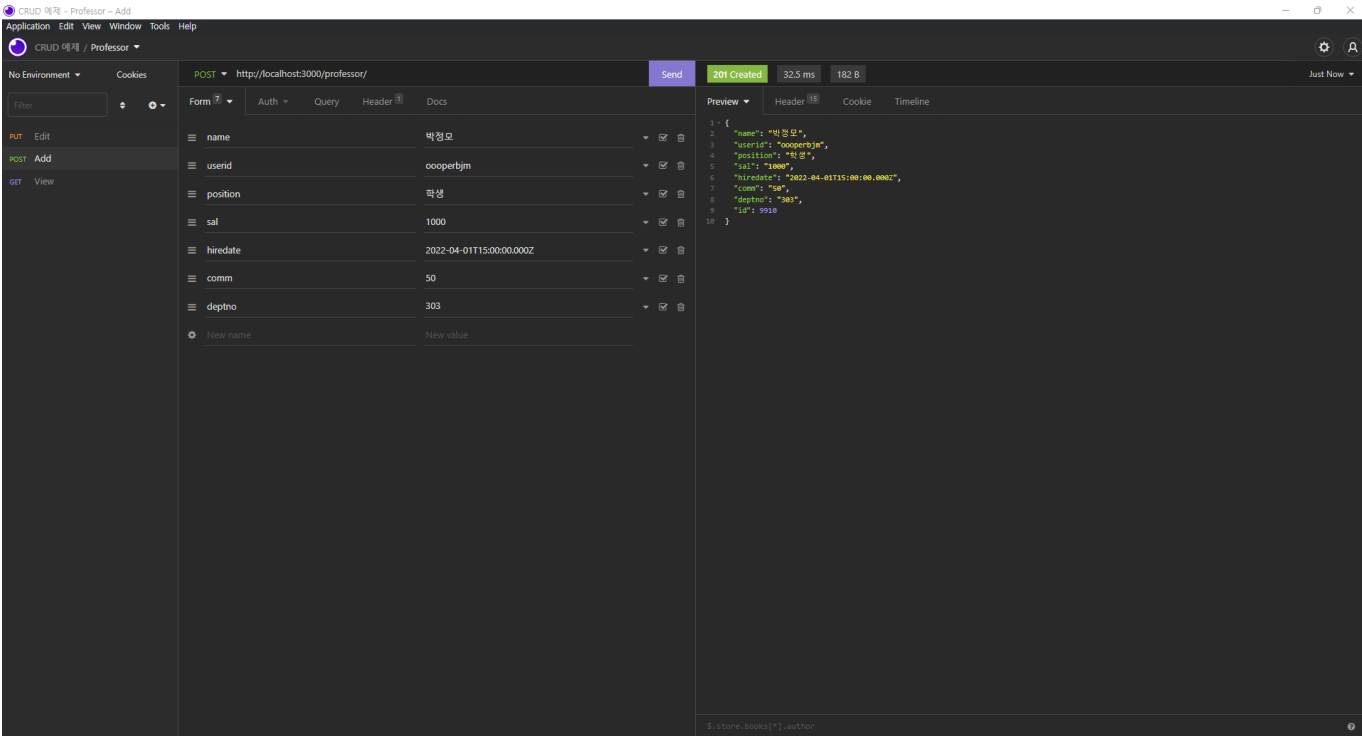 CRUD 예제 - Professor – Add
Application Edit View Window Tools Help
CRUD 예제 / Professor
No Environment Cookies
Filter
PUT Edit
POST Add
GET View
POST http://localhost:3000/professor/ Send
Form 7 Auth Query Header 1 Docs
name 박정모
userid oooperbjm
position 학생
sal 1000
hiredate 2022-04-01T15:00:00.000Z
comm 50
deptno 303
New name New value
201 Created 32.5 ms 182 B Just Now
Preview Header 15 Cookie Timeline
1 {
2 "name": "박정모",
3 "userid": "oooperbjm",
4 "position": "학생",
5 "sal": "1000",
6 "hiredate": "2022-04-01T15:00:00.000Z",
7 "comm": "50",
8 "deptno": "303",
9 "id": 9910
10 }
$.store.books[*].author